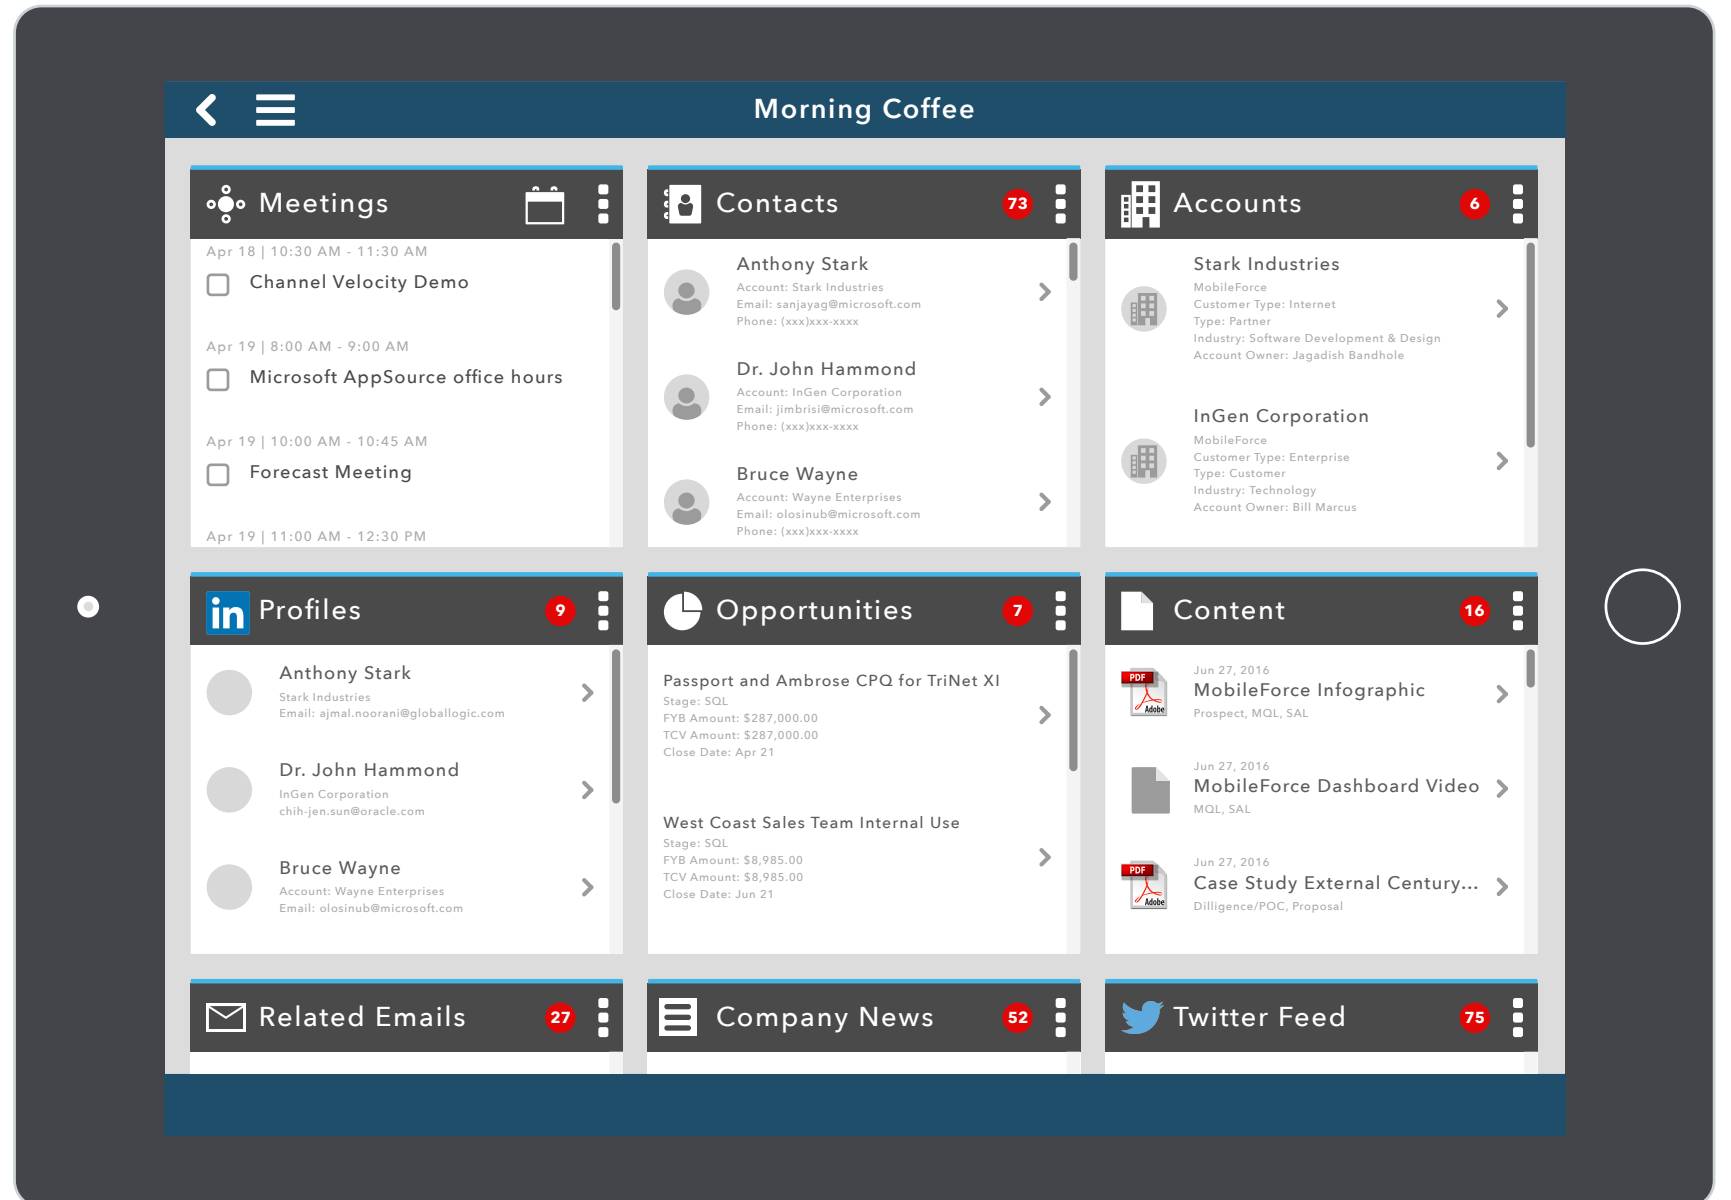 Morning Coffee
Meetings
Apr 18 | 10:30 AM - 11:30 AM
Channel Velocity Demo
Apr 19 | 8:00 AM - 9:00 AM
Microsoft AppSource office hours
Apr 19 | 10:00 AM - 10:45 AM
Forecast Meeting
Apr 19 | 11:00 AM - 12:30 PM
Contacts
73
Anthony Stark
Account: Stark Industries
Email: sanjayag@microsoft.com
Phone: (xxx)xxx-xxxx
Dr. John Hammond
Account: InGen Corporation
Email: jimbrisi@microsoft.com
Phone: (xxx)xxx-xxxx
Bruce Wayne
Account: Wayne Enterprises
Email: olosinub@microsoft.com
Phone: (xxx)xxx-xxxx
Accounts
6
Stark Industries
MobileForce
Customer Type: Internet
Type: Partner
Industry: Software Development & Design
Account Owner: Jagadish Bandhole
InGen Corporation
MobileForce
Customer Type: Enterprise
Type: Customer
Industry: Technology
Account Owner: Bill Marcus
in Profiles
9
Anthony Stark
Stark Industries
Email: ajmal.noorani@globallogic.com
Dr. John Hammond
InGen Corporation
chih-jen.sun@oracle.com
Bruce Wayne
Account: Wayne Enterprises
Email: olosinub@microsoft.com
Opportunities
7
Passport and Ambrose CPQ for TriNet XI
Stage: SQL
FYB Amount: $287,000.00
TCV Amount: $287,000.00
Close Date: Apr 21
West Coast Sales Team Internal Use
Stage: SQL
FYB Amount: $8,985.00
TCV Amount: $8,985.00
Close Date: Jun 21
Content
16
PDF
Adobe
Jun 27, 2016
MobileForce Infographic
Prospect, MQL, SAL
Jun 27, 2016
MobileForce Dashboard Video
MQL, SAL
PDF
Adobe
Jun 27, 2016
Case Study External Century...
Dilligence/POC, Proposal
Related Emails
27
Company News
52
Twitter Feed
75